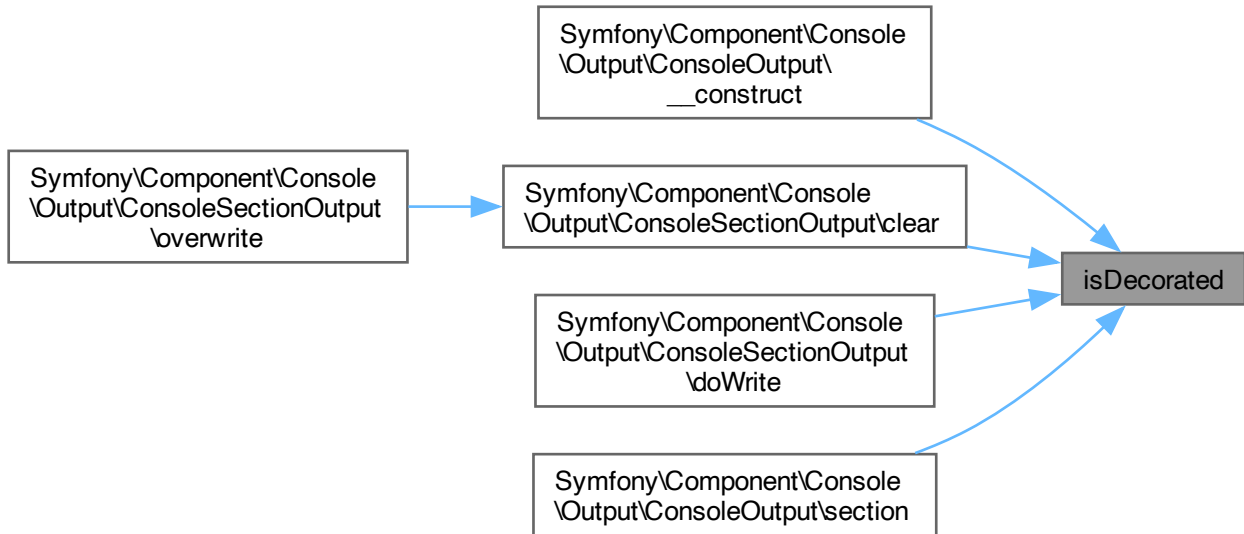 Symfony\Component\Console
\Output\ConsoleOutput\
__construct
Symfony\Component\Console
\Output\ConsoleSectionOutput
\overwrite
Symfony\Component\Console
\Output\ConsoleSectionOutput\clear
isDecorated
Symfony\Component\Console
\Output\ConsoleSectionOutput
\doWrite
Symfony\Component\Console
\Output\ConsoleOutput\section